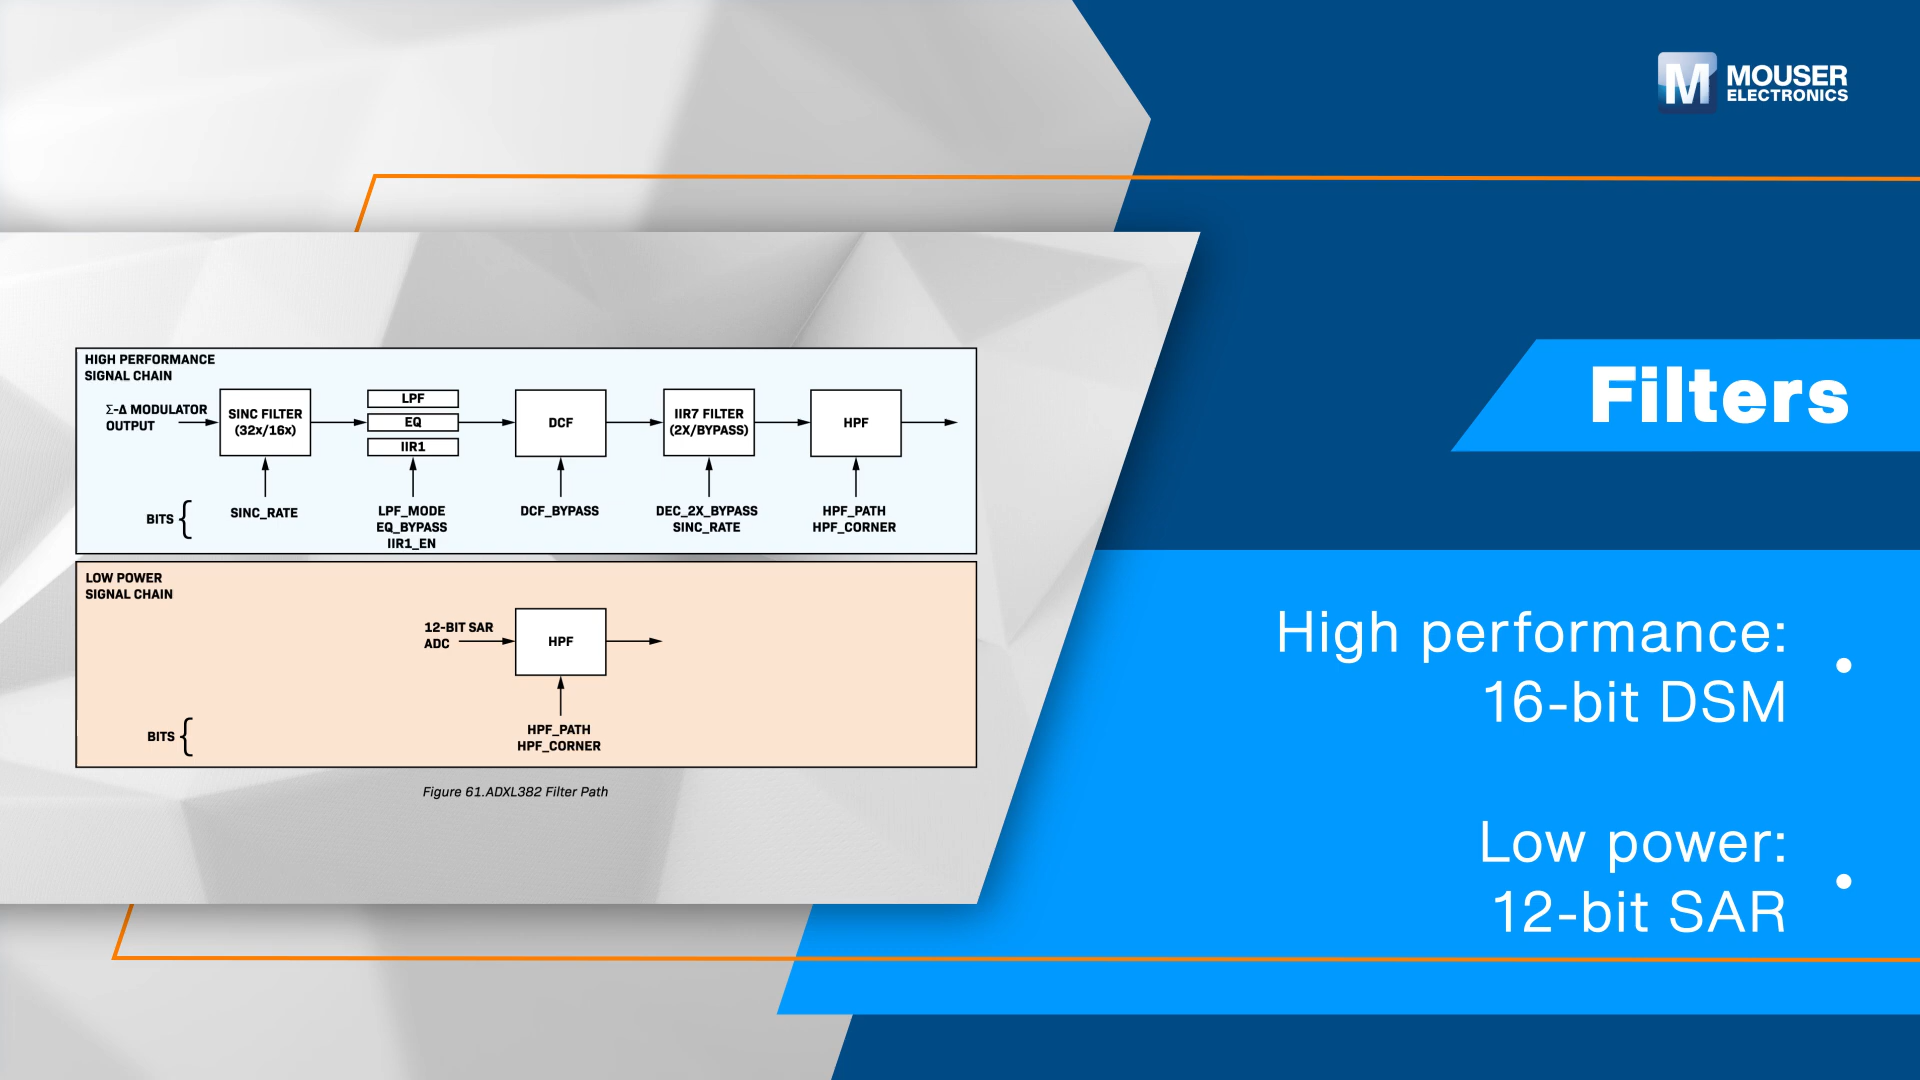 MOUSER
ELECTRONICS
Filters
HIGH PERFORMANCE
SIGNAL CHAIN
Σ-Δ MODULATOR
OUTPUT
SINC FILTER
(32x/16x)
LPF
EQ
IIR1
DCF
IIR7 FILTER
(2X/BYPASS)
HPF
BITS {
SINC_RATE
LPF_MODE
EQ_BYPASS
IIR1_EN
DCF_BYPASS
DEC_2X_BYPASS
SINC_RATE
HPF_PATH
HPF_CORNER
LOW POWER
SIGNAL CHAIN
12-BIT SAR
ADC
HPF
BITS {
HPF_PATH
HPF_CORNER
Figure 61.ADXL382 Filter Path
High performance:
16-bit DSM
Low power:
12-bit SAR